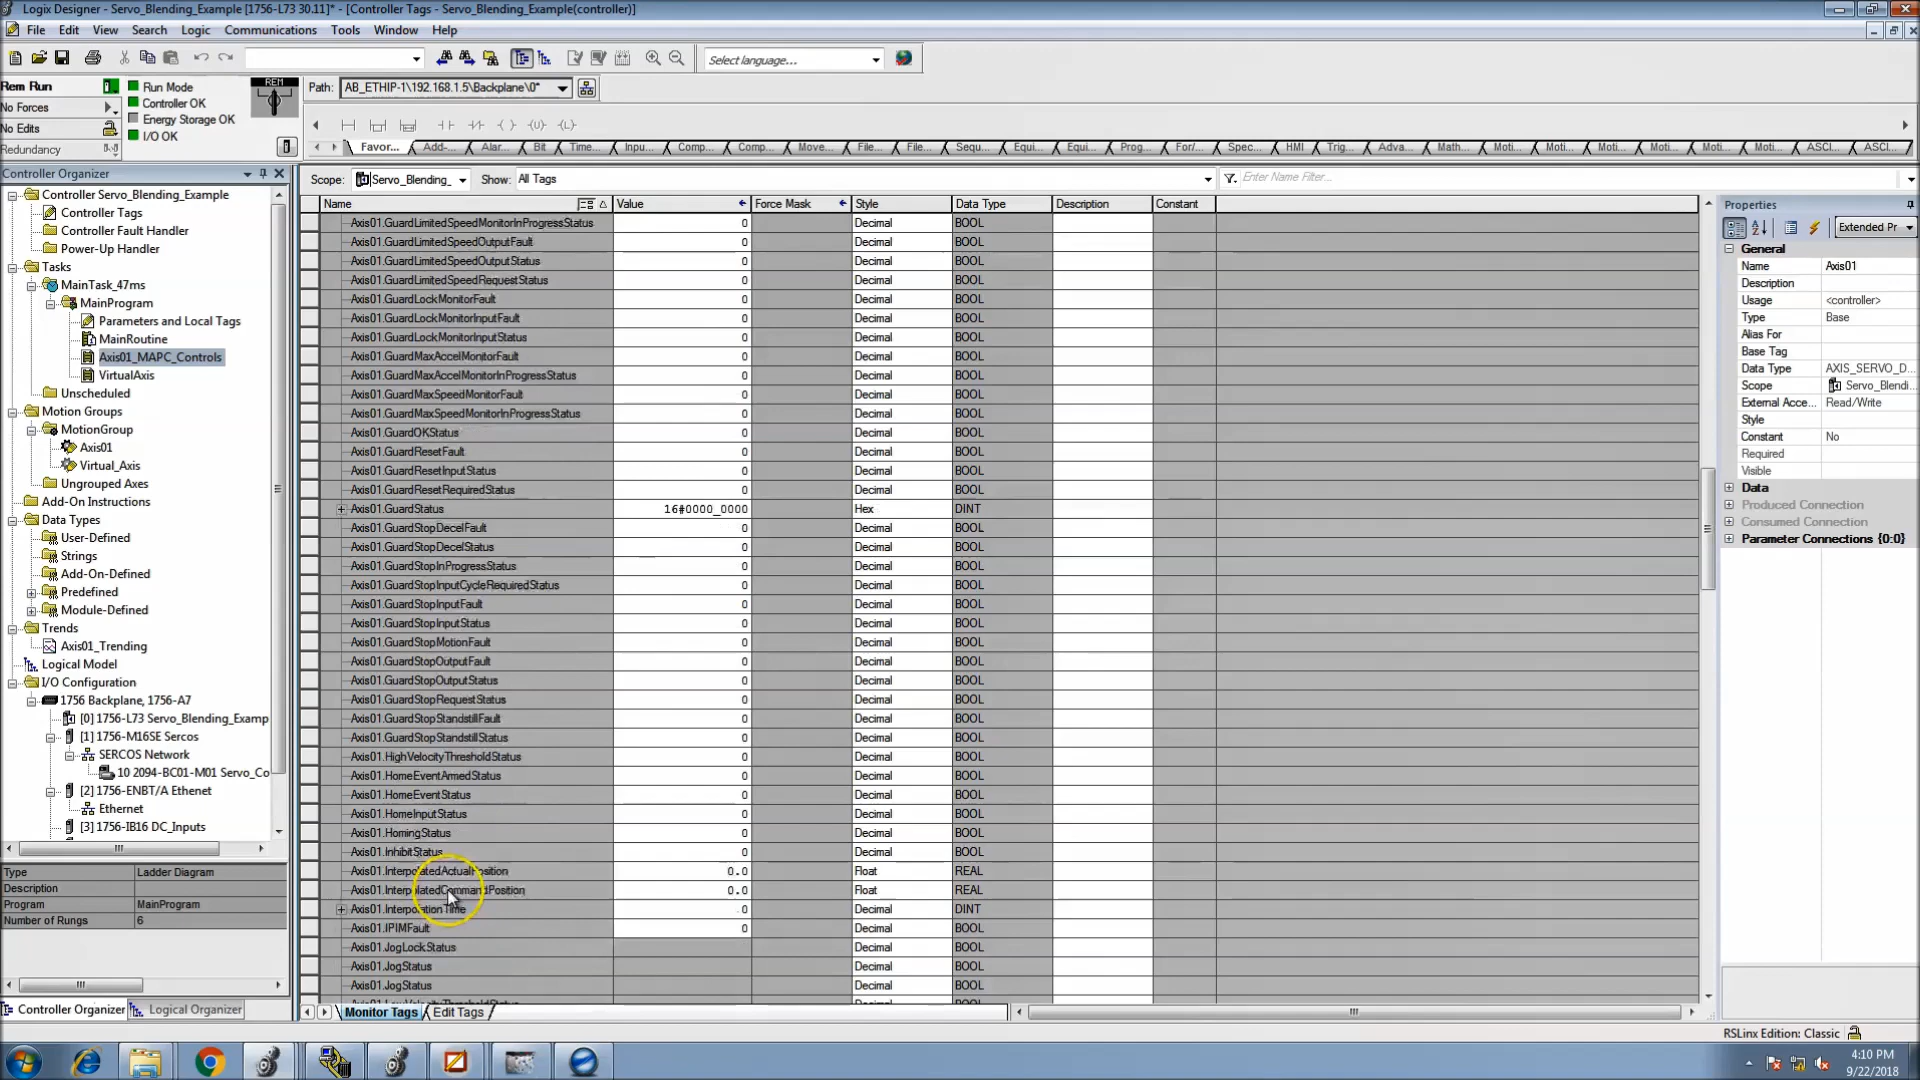 Logix Designer - Servo_Blending_Example [1756-L73 30.11]* - [Controller Tags - Servo_Blending_Example(controller)]
File Edit View Search Logic Communications Tools Window Help
Select language...
Rem Run
No Forces
No Edits
Redundancy
Run Mode
Controller OK
Energy Storage OK
I/O OK
REM
Path: AB_ETHIP-1\192.168.1.5\Backplane\0*
Favor... Add-... Alar... Bit Time... Inpu... Comp... Comp... Move... File... File... Sequ... Equi... Equi... Prog... For/... Spec... HMI Trig... Adva... Math... Moti... Moti... Moti... Moti... Moti... ASCI... ASCI...
Controller Organizer
Controller Servo_Blending_Example
Controller Tags
Controller Fault Handler
Power-Up Handler
Tasks
MainTask_47ms
MainProgram
Parameters and Local Tags
MainRoutine
Axis01_MAPC_Controls
VirtualAxis
Unscheduled
Motion Groups
MotionGroup
Axis01
Virtual_Axis
Ungrouped Axes
Add-On Instructions
Data Types
User-Defined
Strings
Add-On-Defined
Predefined
Module-Defined
Trends
Axis01_Trending
Logical Model
I/O Configuration
1756 Backplane, 1756-A7
[0] 1756-L73 Servo_Blending_Examp
[1] 1756-M16SE Sercos
SERCOS Network
10 2094-BC01-M01 Servo_Co
[2] 1756-ENBT/A Ethenet
Ethernet
[3] 1756-IB16 DC_Inputs
Type Ladder Diagram
Description
Program MainProgram
Number of Rungs 6
Controller Organizer Logical Organizer
Scope: Servo_Blending_ Show: All Tags Enter Name Filter...
Name Value Force Mask Style Data Type Description Constant
Axis01.GuardLimitedSpeedMonitorInProgressStatus 0 Decimal BOOL
Axis01.GuardLimitedSpeedOutputFault 0 Decimal BOOL
Axis01.GuardLimitedSpeedOutputStatus 0 Decimal BOOL
Axis01.GuardLimitedSpeedRequestStatus 0 Decimal BOOL
Axis01.GuardLockMonitorFault 0 Decimal BOOL
Axis01.GuardLockMonitorInputFault 0 Decimal BOOL
Axis01.GuardLockMonitorInputStatus 0 Decimal BOOL
Axis01.GuardMaxAccelMonitorFault 0 Decimal BOOL
Axis01.GuardMaxAccelMonitorInProgressStatus 0 Decimal BOOL
Axis01.GuardMaxSpeedMonitorFault 0 Decimal BOOL
Axis01.GuardMaxSpeedMonitorInProgressStatus 0 Decimal BOOL
Axis01.GuardOKStatus 0 Decimal BOOL
Axis01.GuardResetFault 0 Decimal BOOL
Axis01.GuardResetInputStatus 0 Decimal BOOL
Axis01.GuardResetRequiredStatus 0 Decimal BOOL
Axis01.GuardStatus 16#0000_0000 Hex DINT
Axis01.GuardStopDecelFault 0 Decimal BOOL
Axis01.GuardStopDecelStatus 0 Decimal BOOL
Axis01.GuardStopInProgressStatus 0 Decimal BOOL
Axis01.GuardStopInputCycleRequiredStatus 0 Decimal BOOL
Axis01.GuardStopInputFault 0 Decimal BOOL
Axis01.GuardStopInputStatus 0 Decimal BOOL
Axis01.GuardStopMotionFault 0 Decimal BOOL
Axis01.GuardStopOutputFault 0 Decimal BOOL
Axis01.GuardStopOutputStatus 0 Decimal BOOL
Axis01.GuardStopRequestStatus 0 Decimal BOOL
Axis01.GuardStopStandstillFault 0 Decimal BOOL
Axis01.GuardStopStandstillStatus 0 Decimal BOOL
Axis01.HighVelocityThresholdStatus 0 Decimal BOOL
Axis01.HomeEventArmedStatus 0 Decimal BOOL
Axis01.HomeEventStatus 0 Decimal BOOL
Axis01.HomeInputStatus 0 Decimal BOOL
Axis01.HomingStatus 0 Decimal BOOL
Axis01.InhibitStatus 0 Decimal BOOL
Axis01.InterpolatedActualPosition 0.0 Float REAL
Axis01.InterpolatedCommandPosition 0.0 Float REAL
Axis01.InterpolationTime 0 Decimal DINT
Axis01.IPIMFault 0 Decimal BOOL
Axis01.JogLockStatus Decimal BOOL
Axis01.JogStatus Decimal BOOL
Axis01.JogStatus Decimal BOOL
Monitor Tags Edit Tags
Properties
Extended Pr
General
Name Axis01
Description
Usage <controller>
Type Base
Alias For
Base Tag
Data Type AXIS_SERVO_D...
Scope Servo_Blendi...
External Acce... Read/Write
Style
Constant No
Required
Visible
Data
Produced Connection
Consumed Connection
Parameter Connections {0:0}
RSLinx Edition: Classic
4:10 PM
9/22/2018